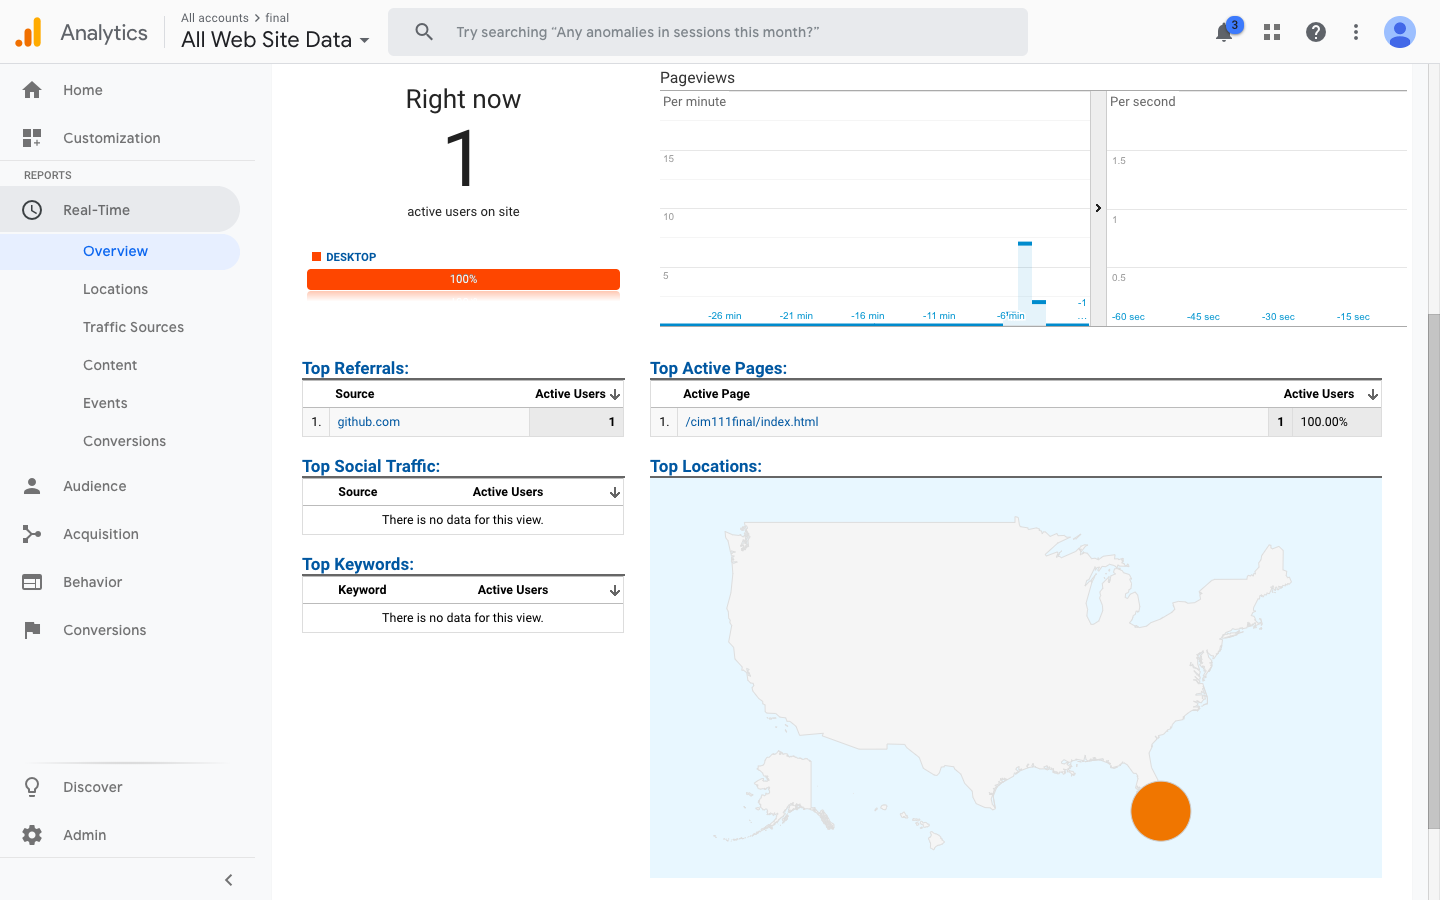 Analytics
All accounts > final
All Web Site Data
Try searching “Any anomalies in sessions this month?”
3
Home
Customization
REPORTS
Real-Time
Overview
Locations
Traffic Sources
Content
Events
Conversions
Audience
Acquisition
Behavior
Conversions
Discover
Admin
Right now
1
active users on site
DESKTOP
100%
Pageviews
Per minute
15
10
5
-26 min
-21 min
-16 min
-11 min
-6 min
-1
...
Per second
1.5
1
0.5
-60 sec
-45 sec
-30 sec
-15 sec
Top Referrals:
Source Active Users
1. github.com 1
Top Active Pages:
Active Page Active Users
1. /cim111final/index.html 1 100.00%
Top Social Traffic:
Source Active Users
There is no data for this view.
Top Keywords:
Keyword Active Users
There is no data for this view.
Top Locations: